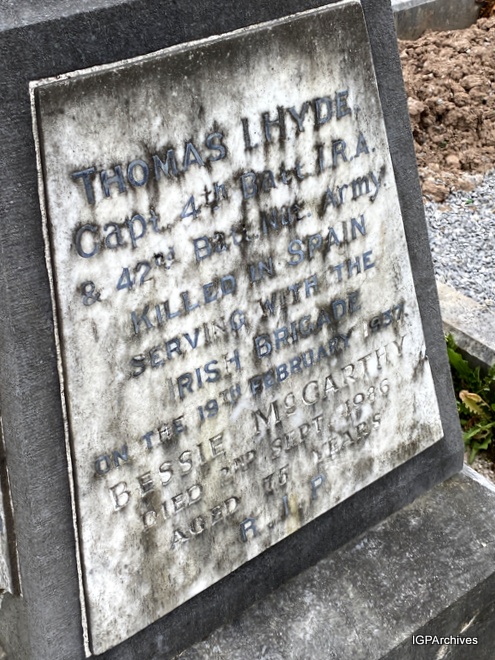 THOMAS I. HYDE.
Capt. 4th Batt. I.R.A.
& 42ND Batt. Nat. Army.
KILLED IN SPAIN
SERVING WITH THE
IRISH BRIGADE
ON THE 19TH FEBRUARY 1937.
BESSIE McCARTHY
DIED 2ND SEPT. 1986
AGED 75 YEARS
R.I.P.
IGPArchives